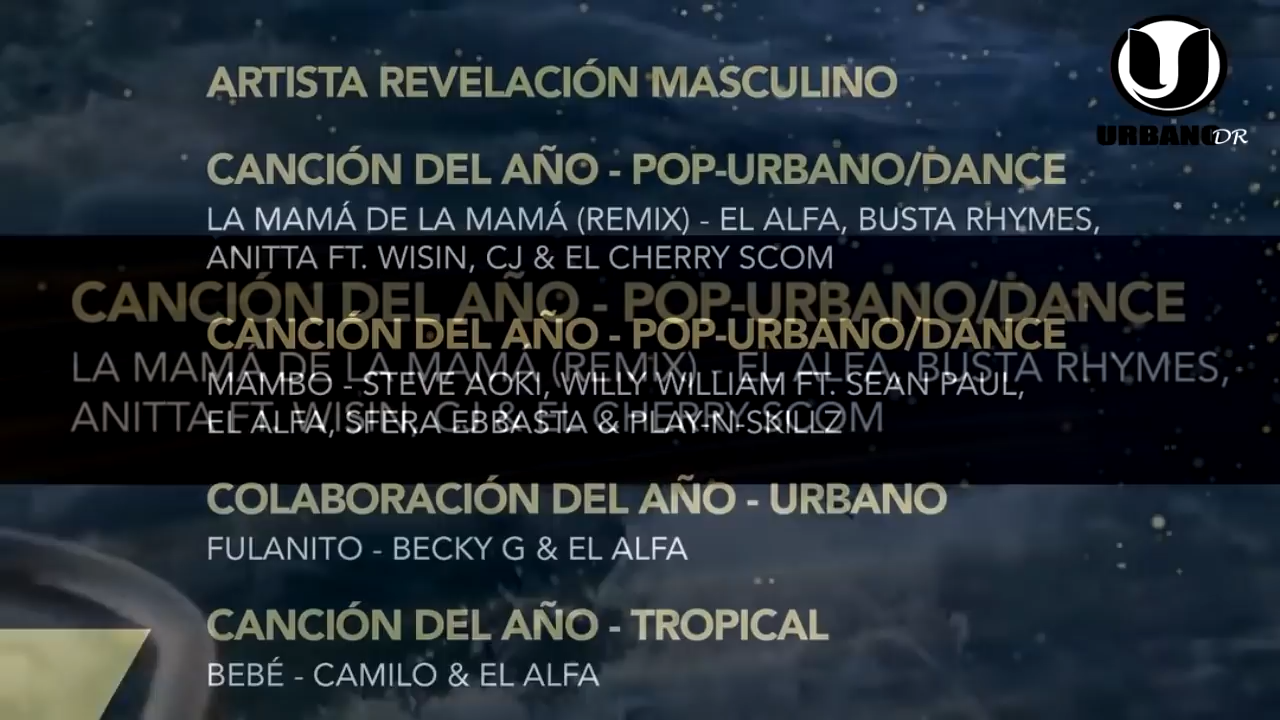 ARTISTA REVELACIÓN MASCULINO
URBANODR
CANCIÓN DEL AÑO - POP-URBANO/DANCE
LA MAMÁ DE LA MAMÁ (REMIX) - EL ALFA, BUSTA RHYMES,
ANITTA FT. WISIN, CJ & EL CHERRY SCOM
CANCIÓN DEL AÑO - POP-URBANO/DANCE
CANCIÓN DEL AÑO - POP-URBANO/DANCE
LA MAMÁ DE LA MAMÁ (REMIX) - EL ALFA, BUSTA RHYMES,
MAMBO - STEVE AOKI, WILLY WILLIAM FT. SEAN PAUL,
ANITTA FT. WISIN, CJ & EL CHERRY SCOM
EL ALFA, SFERA EBBASTA & PLAY-N-SKILLZ
COLABORACIÓN DEL AÑO - URBANO
FULANITO - BECKY G & EL ALFA
CANCIÓN DEL AÑO - TROPICAL
BEBÉ - CAMILO & EL ALFA